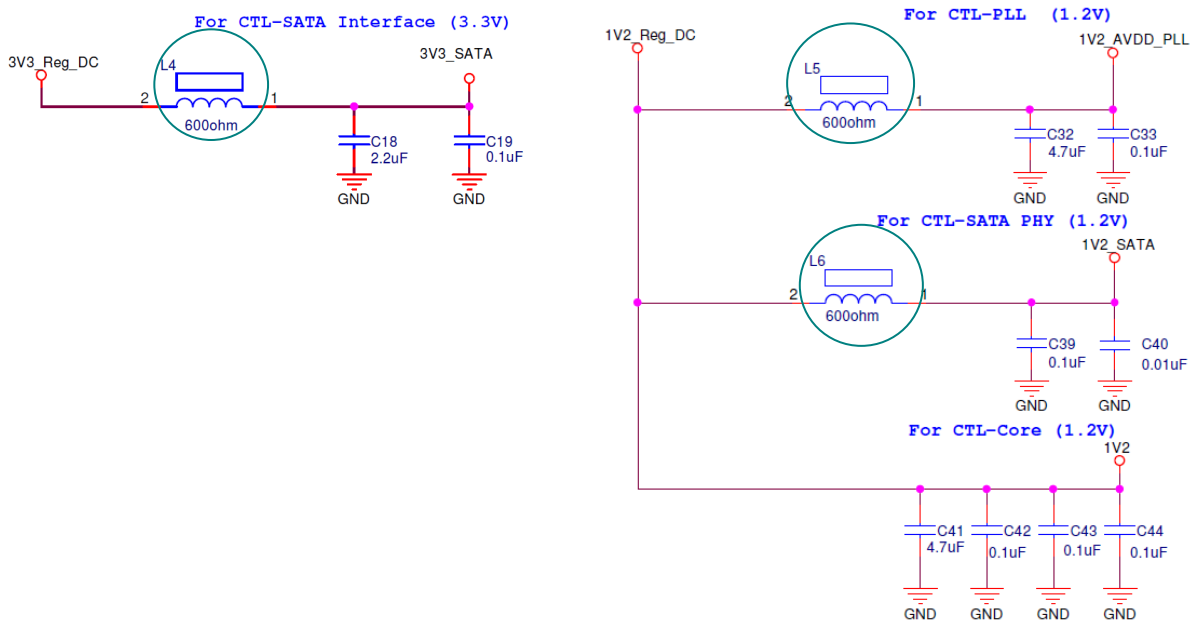 For CTL-SATA Interface (3.3V)
3V3_Reg_DC
L4
3V3_SATA
2
1
600ohm
C18
2.2uF
C19
0.1uF
GND
GND
For CTL-PLL (1.2V)
1V2_Reg_DC
1V2_AVDD_PLL
L5
2
1
600ohm
C32
4.7uF
C33
0.1uF
GND
GND
For CTL-SATA PHY (1.2V)
1V2_SATA
L6
2
1
600ohm
C39
0.1uF
C40
0.01uF
GND
GND
For CTL-Core (1.2V)
1V2
C41
4.7uF
C42
0.1uF
C43
0.1uF
C44
0.1uF
GND
GND
GND
GND